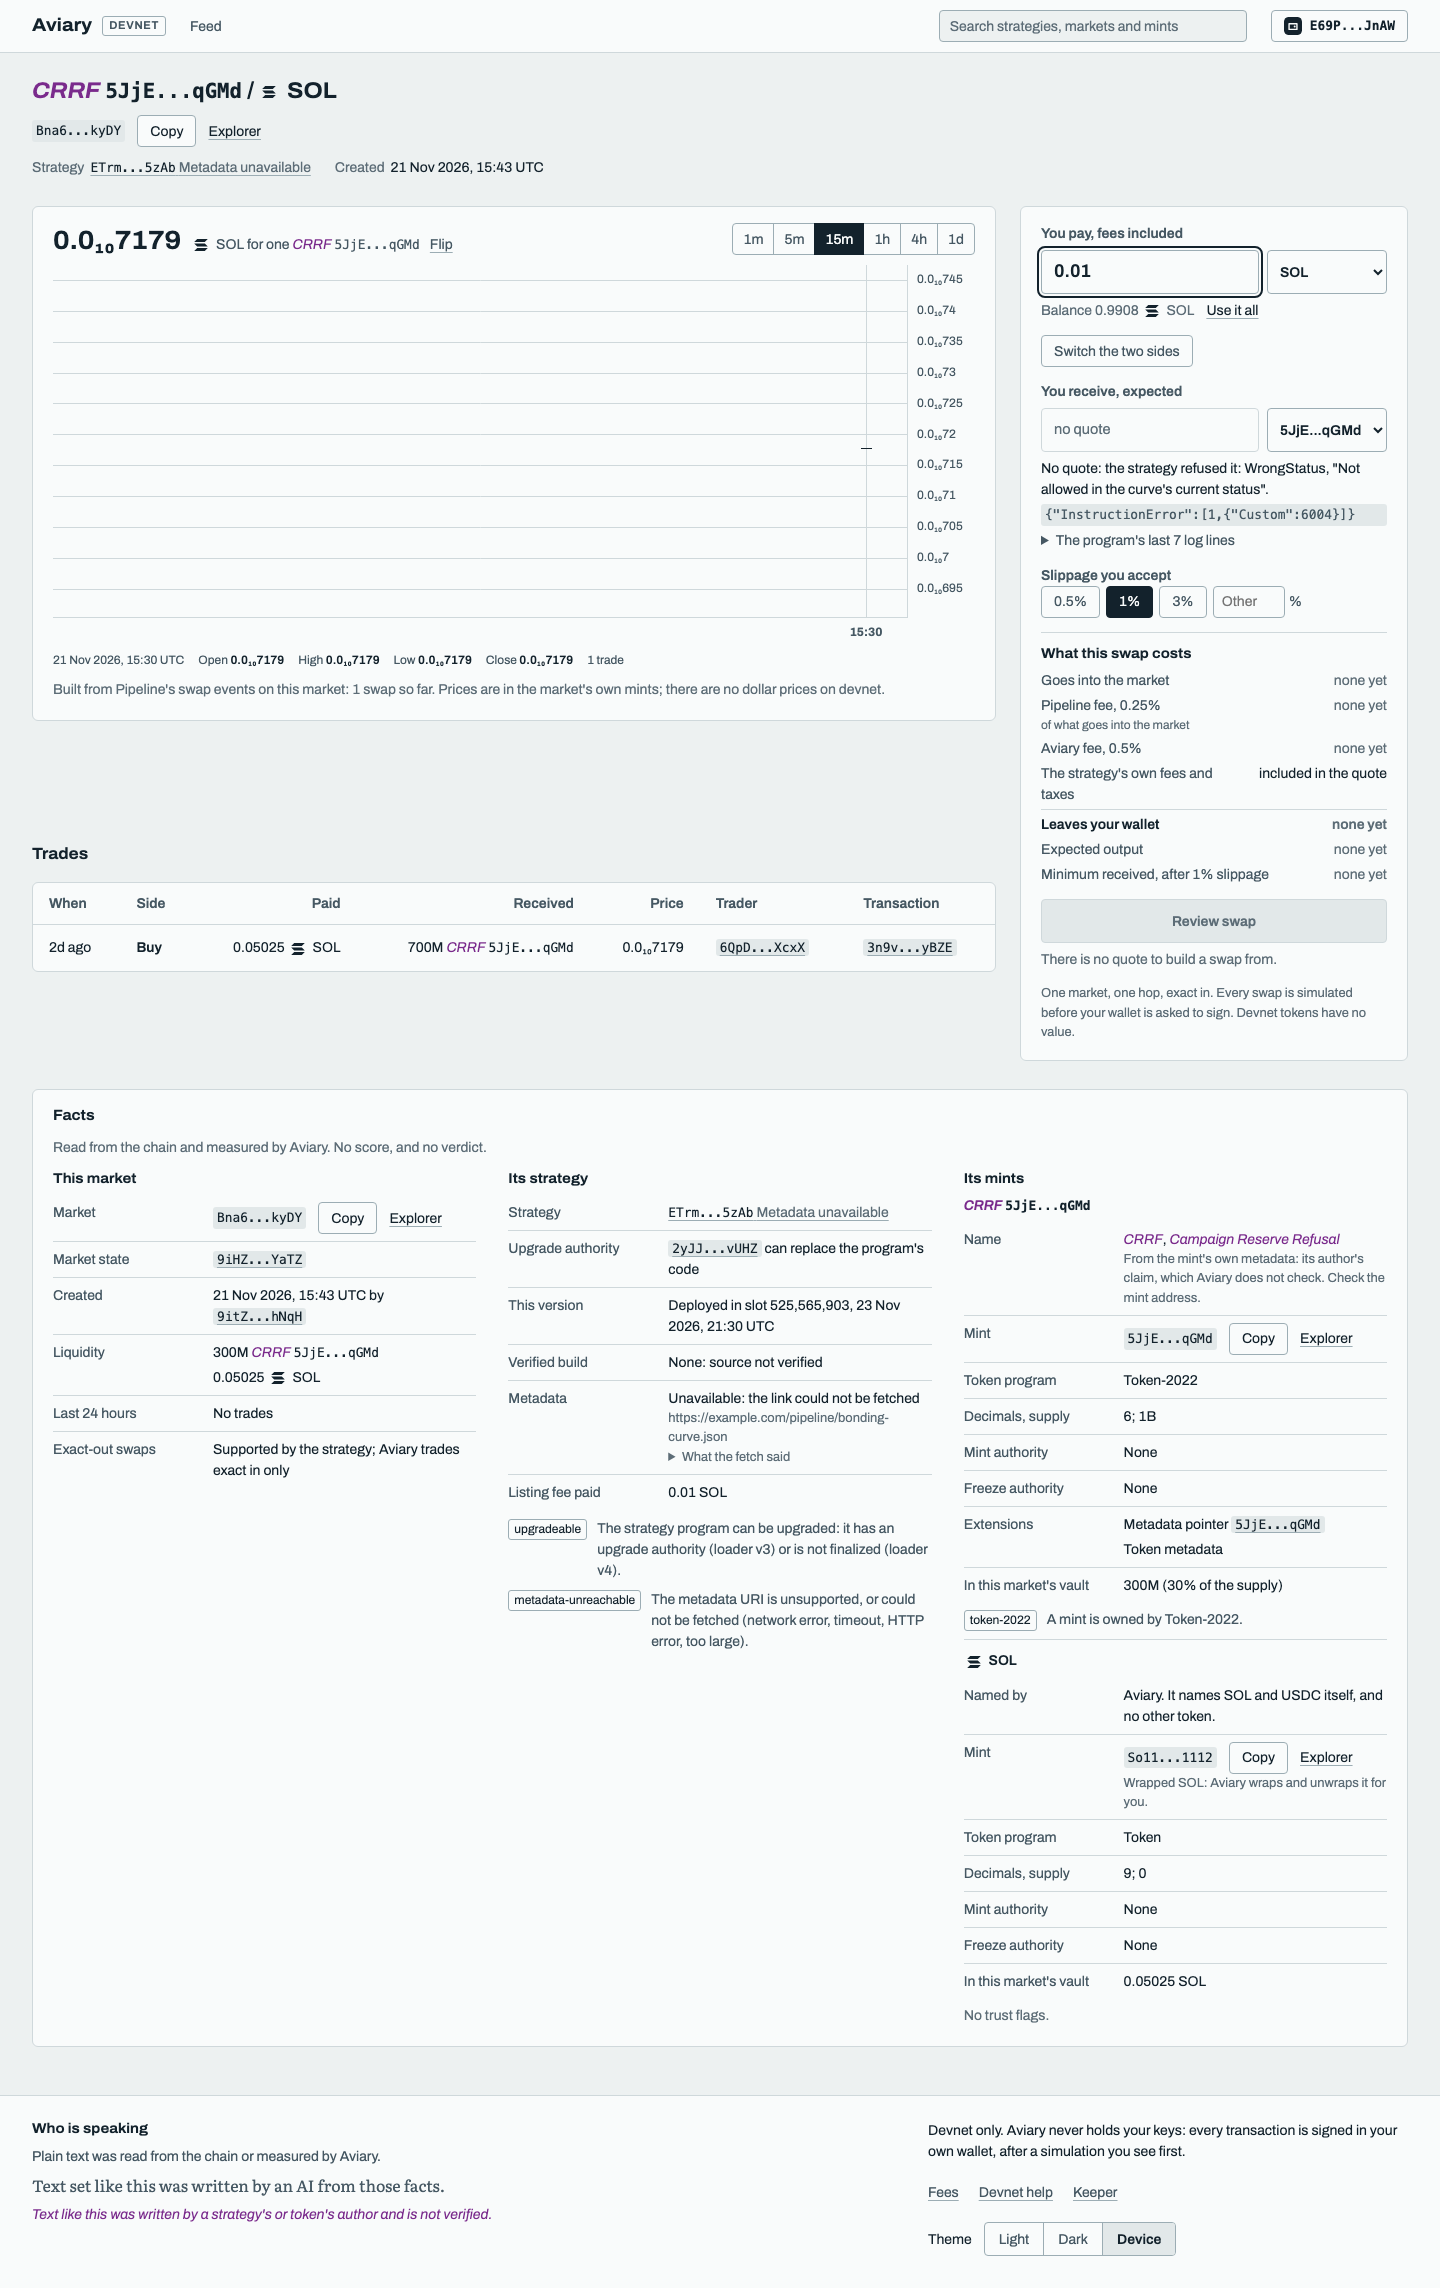 Aviary DEVNET Feed Search strategies, markets and mints E69P...JnAW
CRRF 5JjE...qGMd / SOL
Bna6...kyDY Copy Explorer
Strategy ETrm...5zAb Metadata unavailable Created 21 Nov 2026, 15:43 UTC
0.0₁₀7179 SOL for one CRRF 5JjE...qGMd Flip
1m 5m 15m 1h 4h 1d
0.0₁₀745
0.0₁₀74
0.0₁₀735
0.0₁₀73
0.0₁₀725
0.0₁₀72
0.0₁₀715
0.0₁₀71
0.0₁₀705
0.0₁₀7
0.0₁₀695
15:30
21 Nov 2026, 15:30 UTC Open 0.0₁₀7179 High 0.0₁₀7179 Low 0.0₁₀7179 Close 0.0₁₀7179 1 trade
Built from Pipeline's swap events on this market: 1 swap so far. Prices are in the market's own mints; there are no dollar prices on devnet.
You pay, fees included
0.01 SOL
Balance 0.9908 SOL Use it all
Switch the two sides
You receive, expected
no quote 5JjE...qGMd
No quote: the strategy refused it: WrongStatus, "Not
allowed in the curve's current status".
{"InstructionError":[1,{"Custom":6004}]}
The program's last 7 log lines
Slippage you accept
0.5% 1% 3% Other %
What this swap costs
Goes into the market none yet
Pipeline fee, 0.25% none yet
of what goes into the market
Aviary fee, 0.5% none yet
The strategy's own fees and included in the quote
taxes
Leaves your wallet none yet
Expected output none yet
Minimum received, after 1% slippage none yet
Review swap
There is no quote to build a swap from.
One market, one hop, exact in. Every swap is simulated
before your wallet is asked to sign. Devnet tokens have no
value.
Trades
When Side Paid Received Price Trader Transaction
2d ago Buy 0.05025 SOL 700M CRRF 5JjE...qGMd 0.0₁₀7179 6QpD...XcxX 3n9v...yBZE
Facts
Read from the chain and measured by Aviary. No score, and no verdict.
This market
Market Bna6...kyDY Copy Explorer
Market state 9iHZ...YaTZ
Created 21 Nov 2026, 15:43 UTC by
9itZ...hNqH
Liquidity 300M CRRF 5JjE...qGMd
0.05025 SOL
Last 24 hours No trades
Exact-out swaps Supported by the strategy; Aviary trades
exact in only
Its strategy
Strategy ETrm...5zAb Metadata unavailable
Upgrade authority 2yJJ...vUHZ can replace the program's
code
This version Deployed in slot 525,565,903, 23 Nov
2026, 21:30 UTC
Verified build None: source not verified
Metadata Unavailable: the link could not be fetched
https://example.com/pipeline/bonding-
curve.json
What the fetch said
Listing fee paid 0.01 SOL
upgradeable The strategy program can be upgraded: it has an
upgrade authority (loader v3) or is not finalized (loader
v4).
metadata-unreachable The metadata URI is unsupported, or could
not be fetched (network error, timeout, HTTP
error, too large).
Its mints
CRRF 5JjE...qGMd
Name CRRF, Campaign Reserve Refusal
From the mint's own metadata: its author's
claim, which Aviary does not check. Check the
mint address.
Mint 5JjE...qGMd Copy Explorer
Token program Token-2022
Decimals, supply 6; 1B
Mint authority None
Freeze authority None
Extensions Metadata pointer 5JjE...qGMd
Token metadata
In this market's vault 300M (30% of the supply)
token-2022 A mint is owned by Token-2022.
SOL
Named by Aviary. It names SOL and USDC itself, and
no other token.
Mint So11...1112 Copy Explorer
Wrapped SOL: Aviary wraps and unwraps it for
you.
Token program Token
Decimals, supply 9; 0
Mint authority None
Freeze authority None
In this market's vault 0.05025 SOL
No trust flags.
Who is speaking
Plain text was read from the chain or measured by Aviary.
Text set like this was written by an AI from those facts.
Text like this was written by a strategy's or token's author and is not verified.
Devnet only. Aviary never holds your keys: every transaction is signed in your
own wallet, after a simulation you see first.
Fees Devnet help Keeper
Theme Light Dark Device